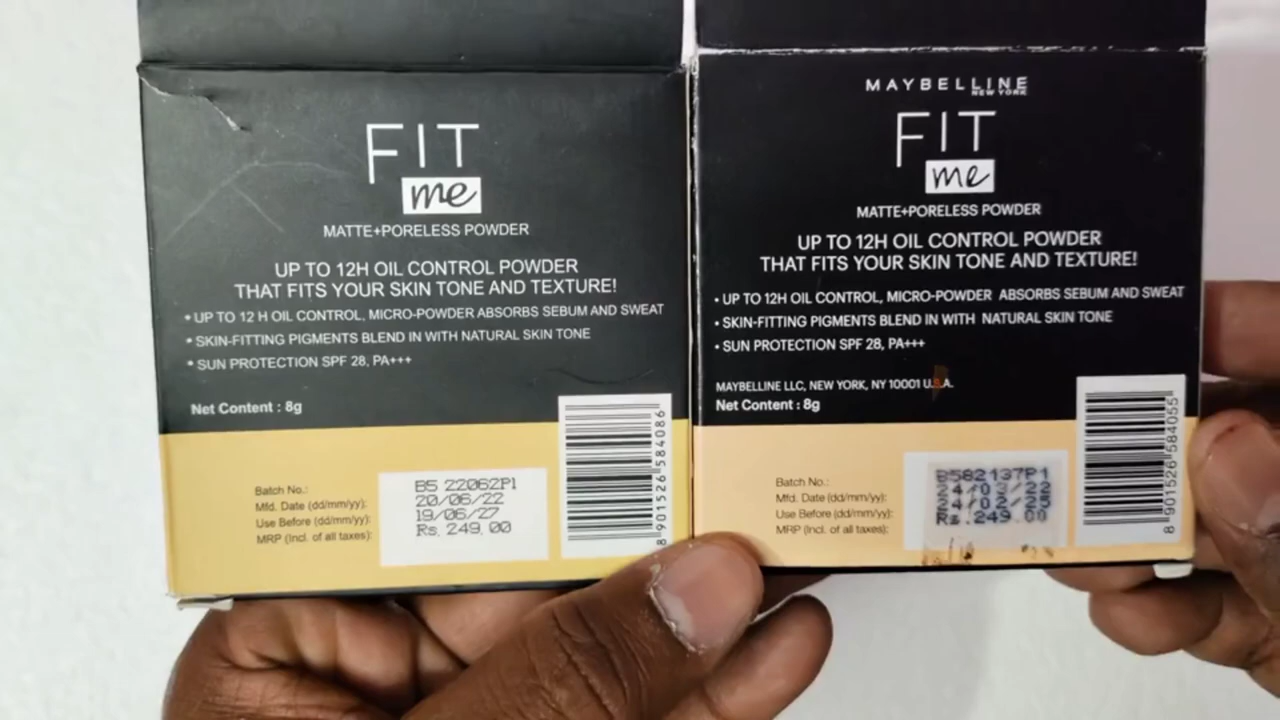 FIT
me
MATTE+PORELESS POWDER
UP TO 12H OIL CONTROL POWDER
THAT FITS YOUR SKIN TONE AND TEXTURE!
• UP TO 12 H OIL CONTROL, MICRO-POWDER ABSORBS SEBUM AND SWEAT
• SKIN-FITTING PIGMENTS BLEND IN WITH NATURAL SKIN TONE
• SUN PROTECTION SPF 28, PA+++
Net Content : 8g
Batch No.:
Mfd. Date (dd/mm/yy):
Use Before (dd/mm/yy):
MRP (Incl. of all taxes):
B5 22062P1
20/06/22
19/06/27
Rs. 249.00
8 901526 584086
MAYBELLINE
NEW YORK
FIT
me
MATTE+PORELESS POWDER
UP TO 12H OIL CONTROL POWDER
THAT FITS YOUR SKIN TONE AND TEXTURE!
• UP TO 12H OIL CONTROL, MICRO-POWDER ABSORBS SEBUM AND SWEAT
• SKIN-FITTING PIGMENTS BLEND IN WITH NATURAL SKIN TONE
• SUN PROTECTION SPF 28, PA+++
MAYBELLINE LLC, NEW YORK, NY 10001 U.S.A.
Net Content : 8g
Batch No.:
Mfd. Date (dd/mm/yy):
Use Before (dd/mm/yy):
MRP (Incl. of all taxes):
B582137P1
Rs. 249.00
8 901526 584055